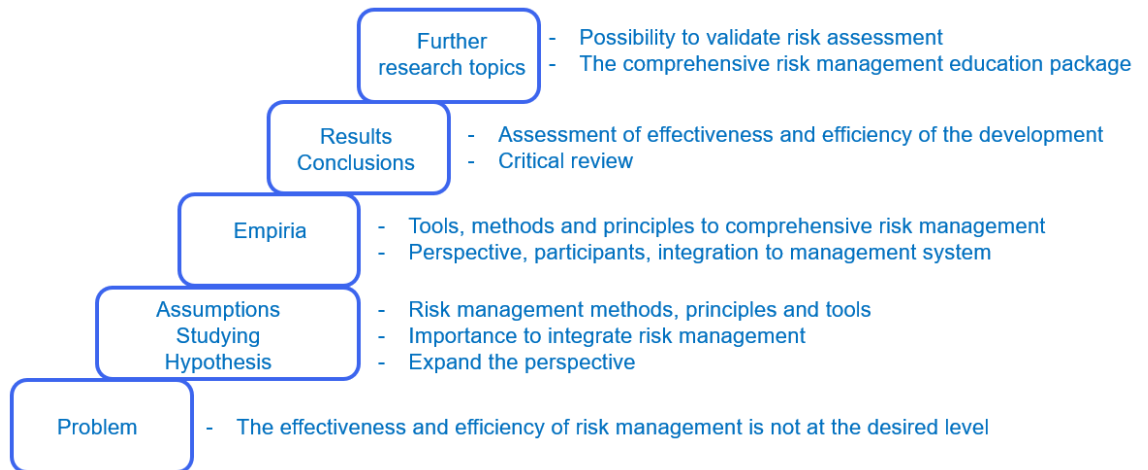 Further
research topics
- Possibility to validate risk assessment
- The comprehensive risk management education package
Results
Conclusions
- Assessment of effectiveness and efficiency of the development
- Critical review
Empiria
- Tools, methods and principles to comprehensive risk management
- Perspective, participants, integration to management system
Assumptions
Studying
Hypothesis
- Risk management methods, principles and tools
- Importance to integrate risk management
- Expand the perspective
Problem
- The effectiveness and efficiency of risk management is not at the desired level